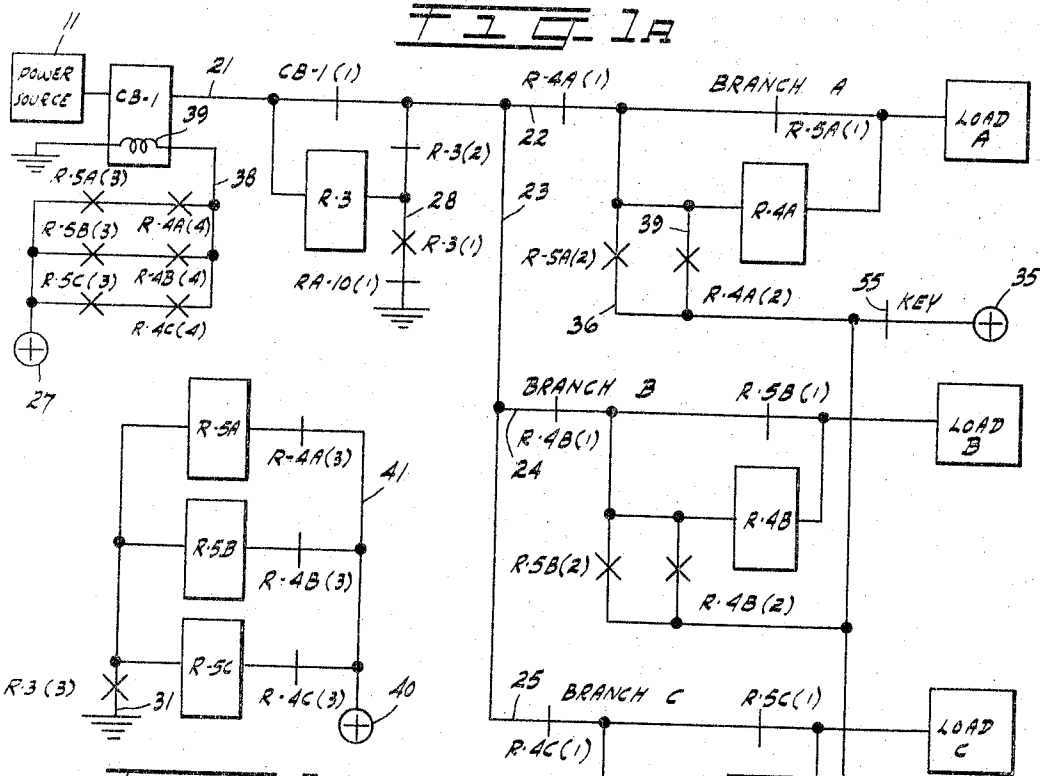 FIG 1A
11
POWER
SOURCE
CB-1
39
21
CB-1(1)
R-3
R-3(2)
28
R-3(1)
RA-10(1)
38
R-5A(3)
R-4A(4)
R-5B(3)
R-4B(4)
R-5C(3)
R-4C(4)
27
R-4A(1)
22
23
BRANCH A
R-5A(1)
LOAD
A
R-4A
39
R-5A(2)
R-4A(2)
36
55
KEY
35
BRANCH B
R-4B(1)
24
R-5B(1)
LOAD
B
R-4B
R-5B(2)
R-4B(2)
R-5A
R-4A(3)
41
R-5B
R-4B(3)
R-5C
R-4C(3)
R-3(3)
31
40
25
BRANCH C
R-4C(1)
R-5C(1)
LOAD
C